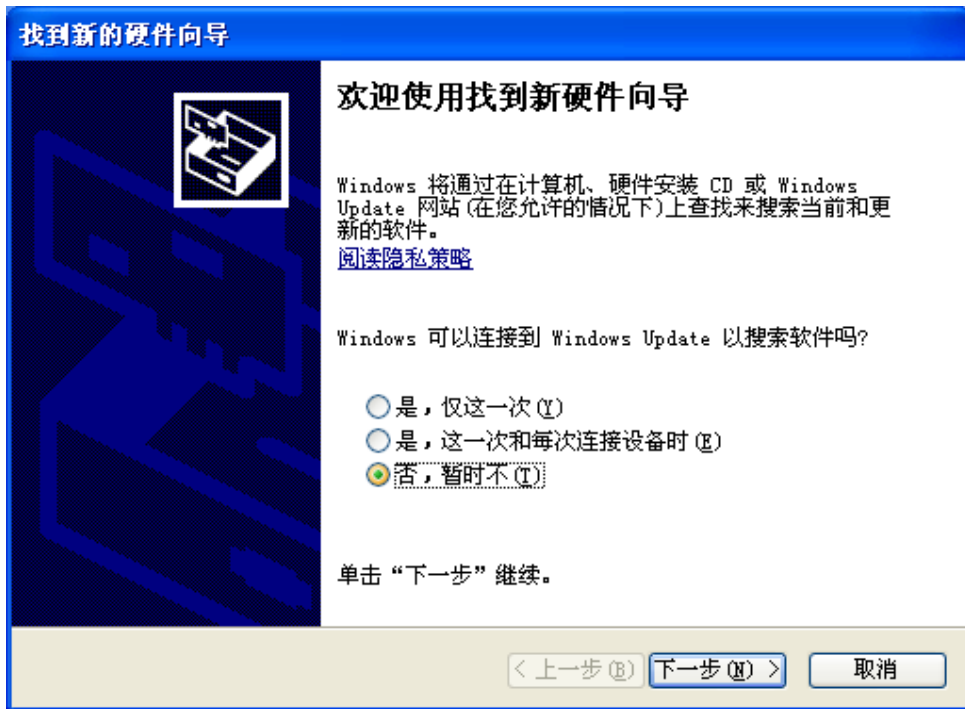 找到新的硬件向导
欢迎使用找到新硬件向导
Windows 将通过在计算机、硬件安装 CD 或 Windows
Update 网站(在您允许的情况下)上查找来搜索当前和更
新的软件。
阅读隐私策略
Windows 可以连接到 Windows Update 以搜索软件吗?
是，仅这一次(Y)
是，这一次和每次连接设备时(E)
否，暂时不(T)
单击“下一步”继续。
< 上一步(B) 下一步(N) > 取消